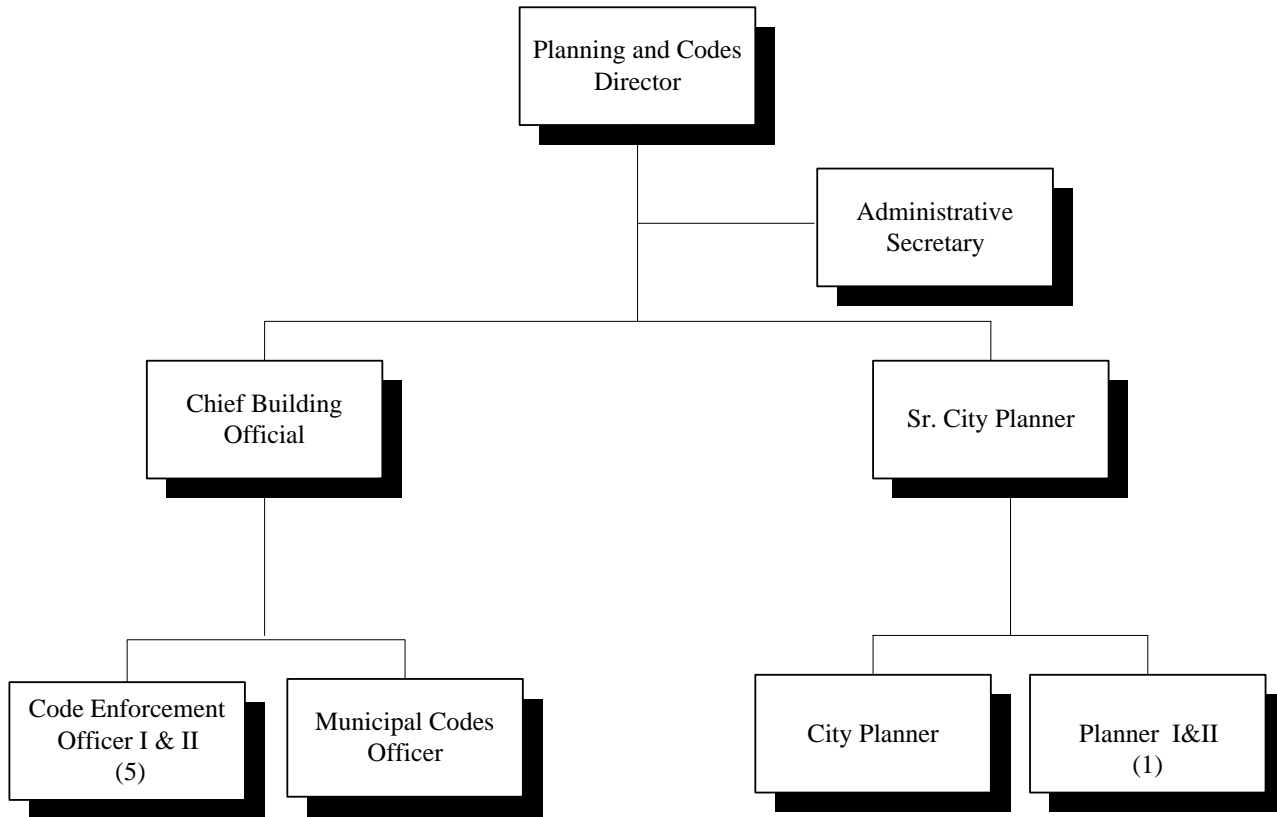 Planning and Codes
Director
Administrative
Secretary
Chief Building
Official
Sr. City Planner
Code Enforcement
Officer I & II
(5)
Municipal Codes
Officer
City Planner
Planner I&II
(1)